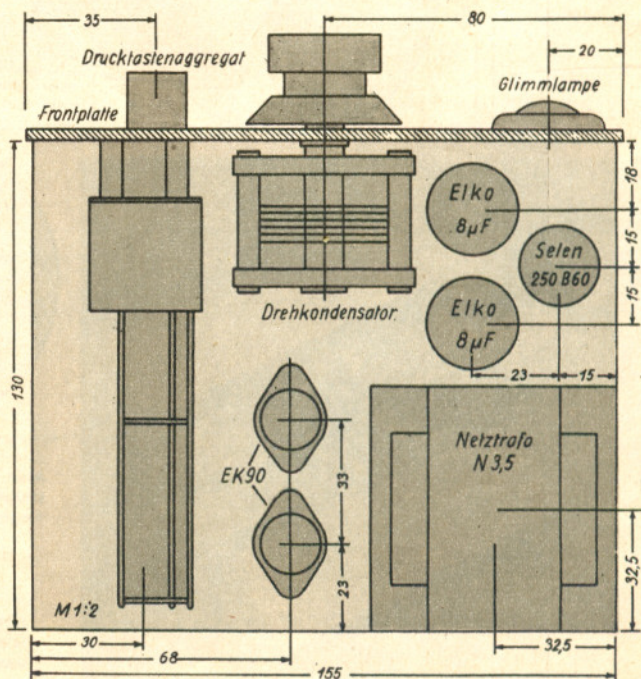 35
80
20
Drucktastenaggregat
Glimmlampe
Frontplatte
18
Elko
8µF
15
Selen
250 B60
15
Elko
8µF
Drehkondensator
23
15
130
Netztrafo
N 3,5
EK90
33
32,5
23
M 1:2
30
32,5
68
155